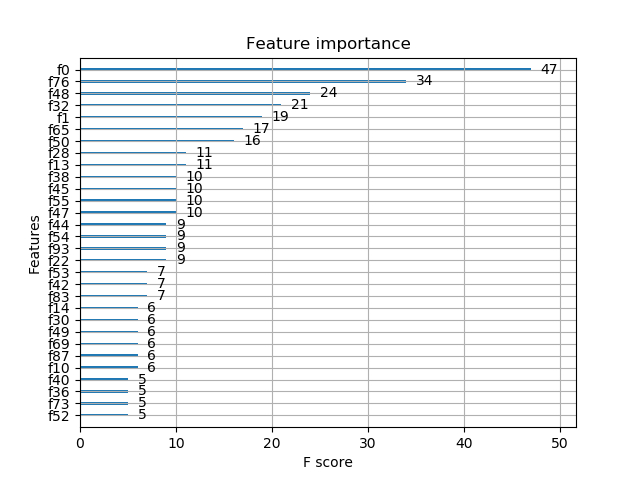 Feature importance
Features
f0 47
f76 34
f48 24
f32 21
f1 19
f65 17
f50 16
f28 11
f13 11
f38 10
f45 10
f55 10
f47 10
f44 9
f54 9
f93 9
f22 9
f53 7
f42 7
f83 7
f14 6
f30 6
f49 6
f69 6
f87 6
f10 6
f40 5
f36 5
f73 5
f52 5
0 10 20 30 40 50
F score